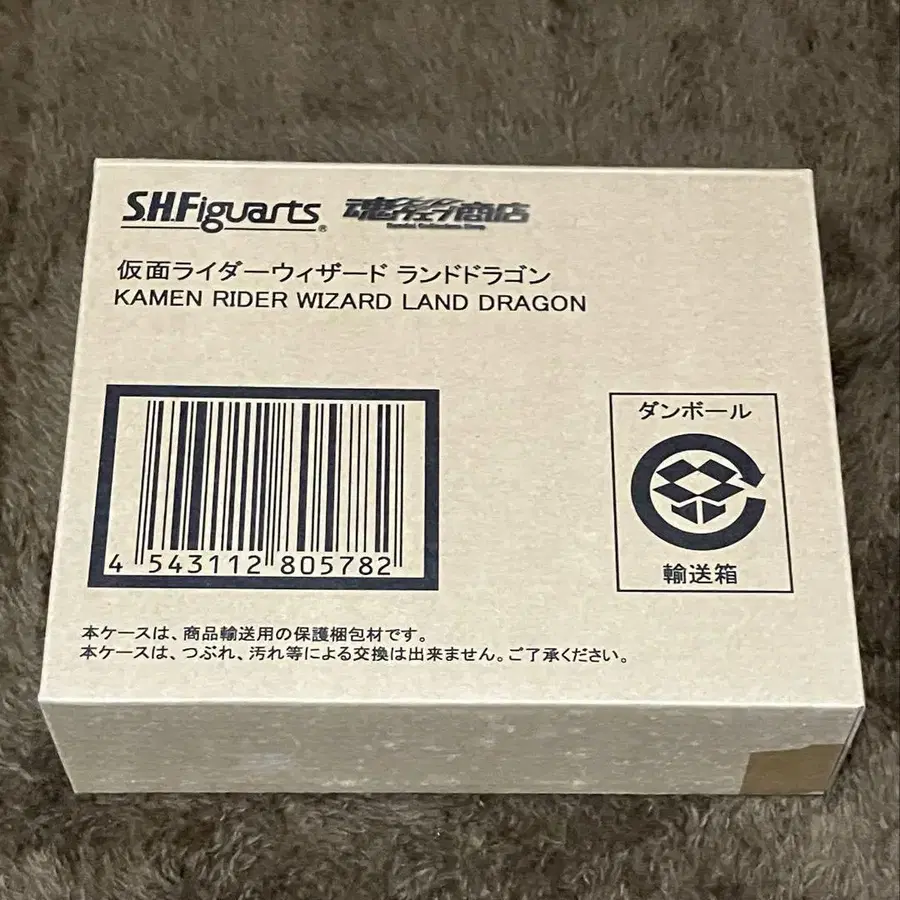 S.H.Figuarts® 魂ウェブ商店
仮面ライダーウィザード ランドドラゴン
KAMEN RIDER WIZARD LAND DRAGON
4 543112 805782
ダンボール
輸送箱
本ケースは、商品輸送用の保護梱包材です。
本ケースは、つぶれ、汚れ等による交換は出来ません。ご了承ください。